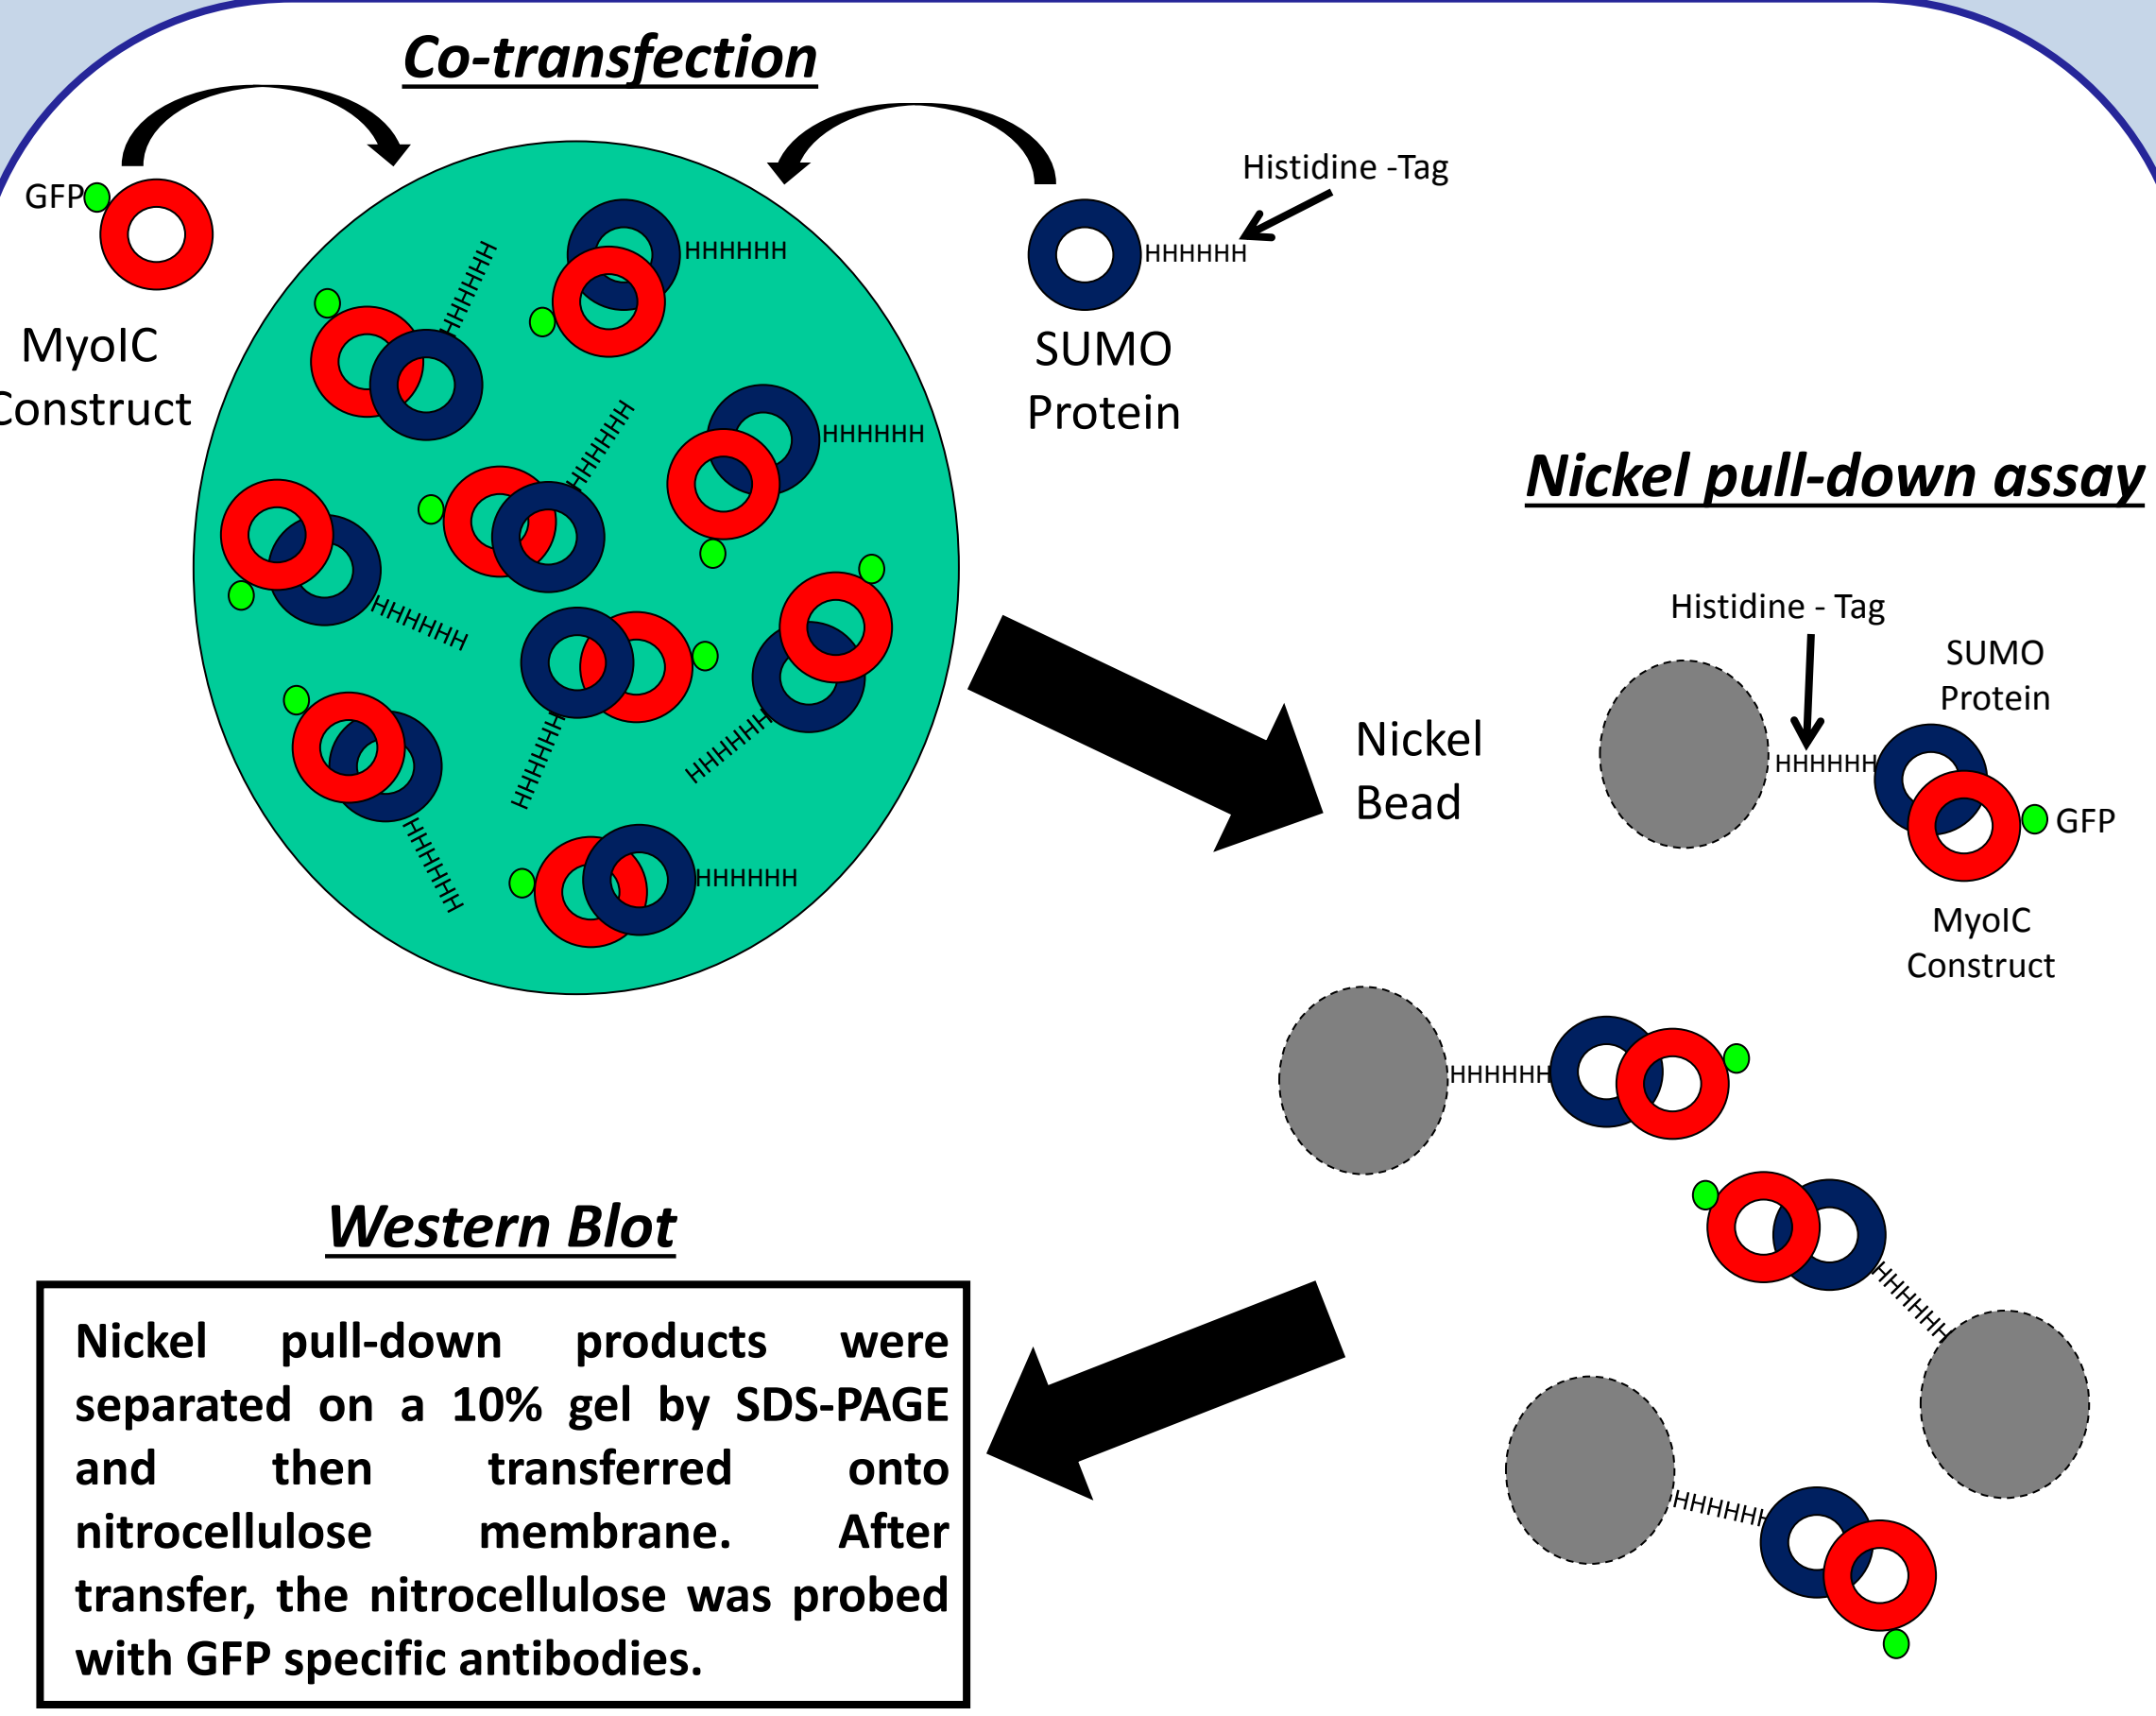 Co-transfection
GFP
Histidine -Tag
HHHHHH
HHHHHH
HHHHHH
MyoIC
Construct
SUMO
Protein
HHHHHH
HHHHHH
Nickel pull-down assay
HHHHHH
HHHHHH
HHHHHH
HHHHHH
HHHHHH
HHHHHH
Histidine - Tag
SUMO
Protein
Nickel
Bead
HHHHHH
GFP
MyoIC
Construct
HHHHHH
HHHHHH
HHHHHH
Western Blot
Nickel pull-down products were
separated on a 10% gel by SDS-PAGE
and then transferred onto
nitrocellulose membrane. After
transfer, the nitrocellulose was probed
with GFP specific antibodies.